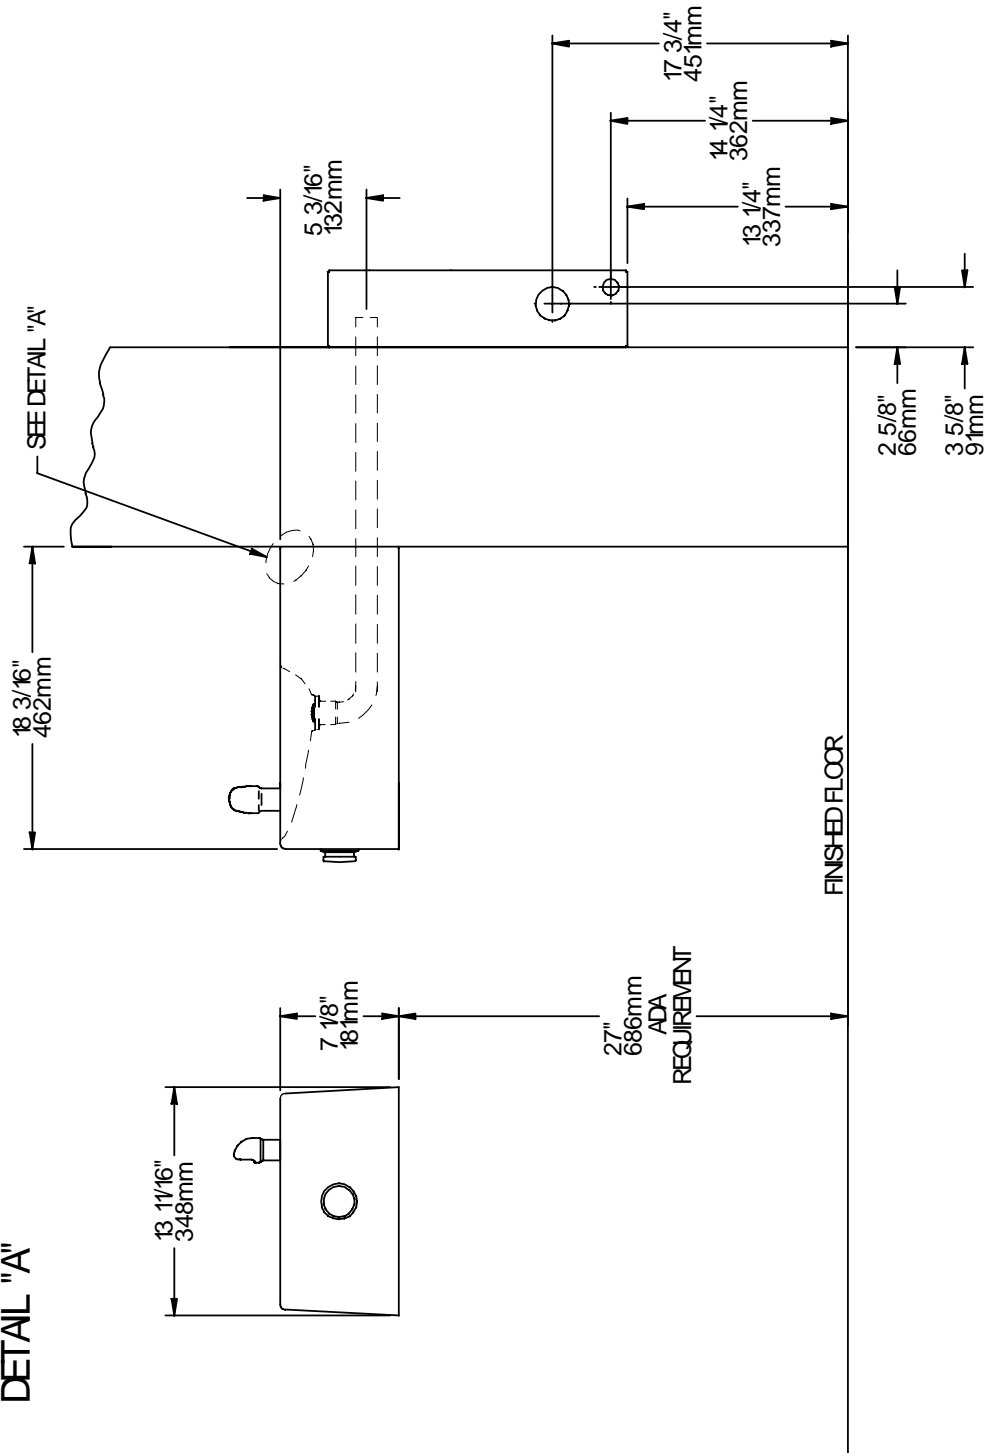 DETAIL "A"
SEE DETAIL "A"
18 3/16"
462mm
5 3/16"
132mm
17 3/4"
451mm
14 1/4"
362mm
13 1/4"
337mm
2 5/8"
66mm
3 5/8"
91mm
13 11/16"
348mm
7 1/8"
181mm
27"
686mm
ADA
REQUIREMENT
FINISHED FLOOR